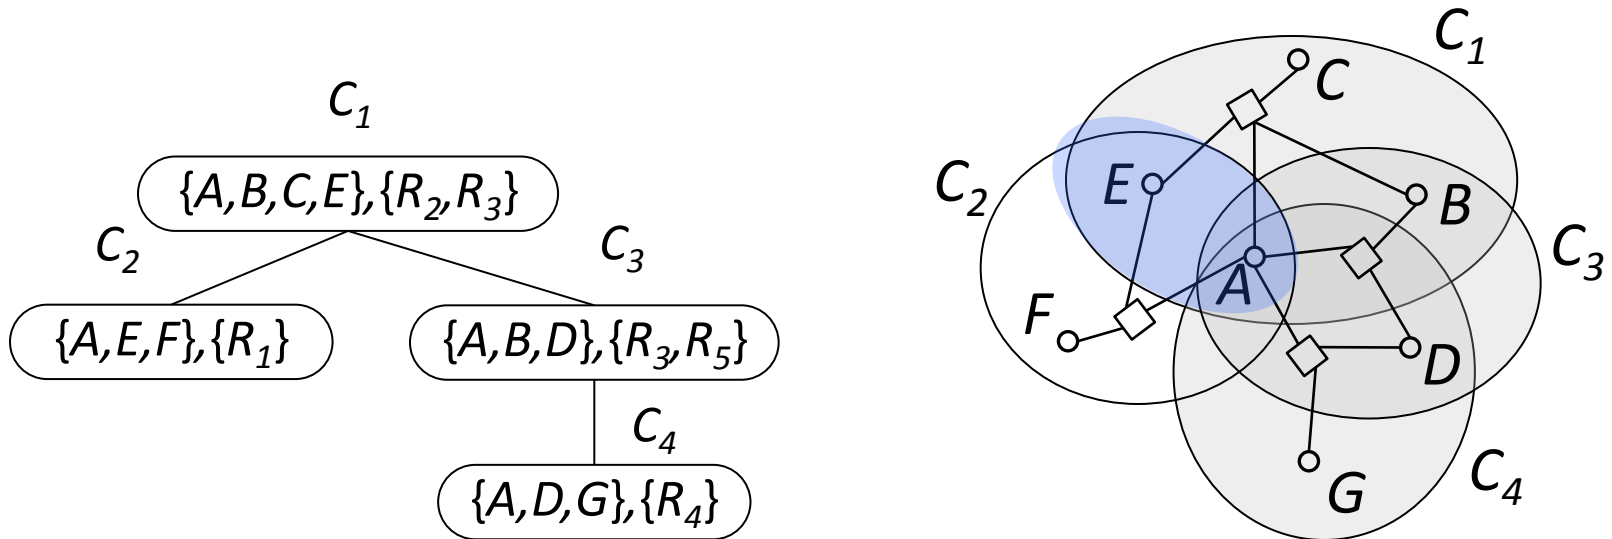 C1
{A,B,C,E},{R2,R3}
C2
C3
{A,E,F},{R1}
{A,B,D},{R3,R5}
C4
{A,D,G},{R4}
C1
C
C2
E
B
C3
A
F
D
C4
G